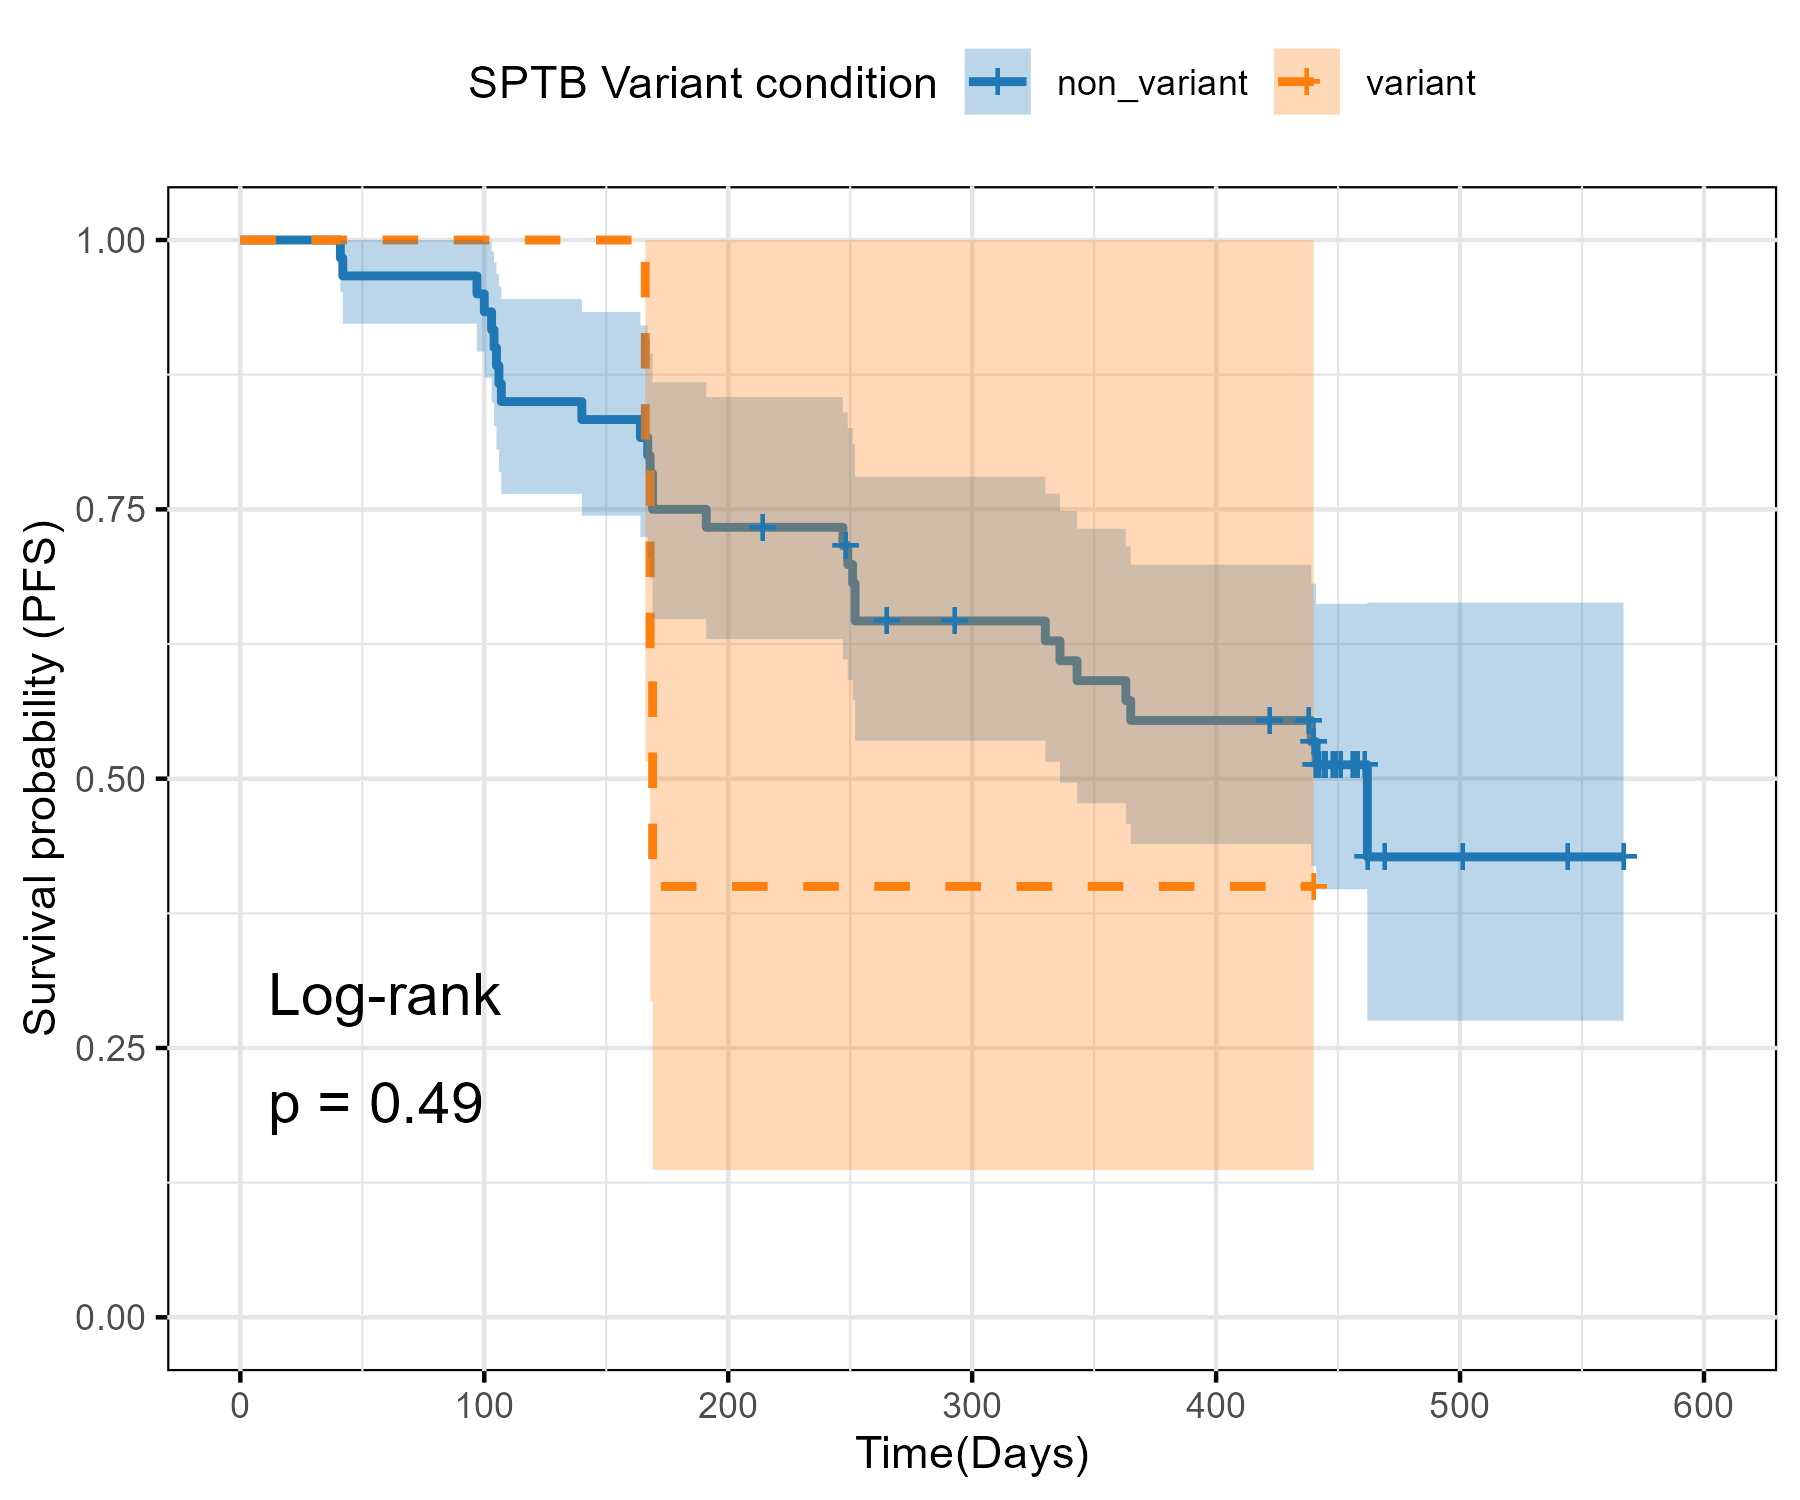 SPTB Variant condition non_variant variant
Survival probability (PFS)
1.00
0.75
0.50
0.25
0.00
Log-rank
p = 0.49
0 100 200 300 400 500 600
Time(Days)